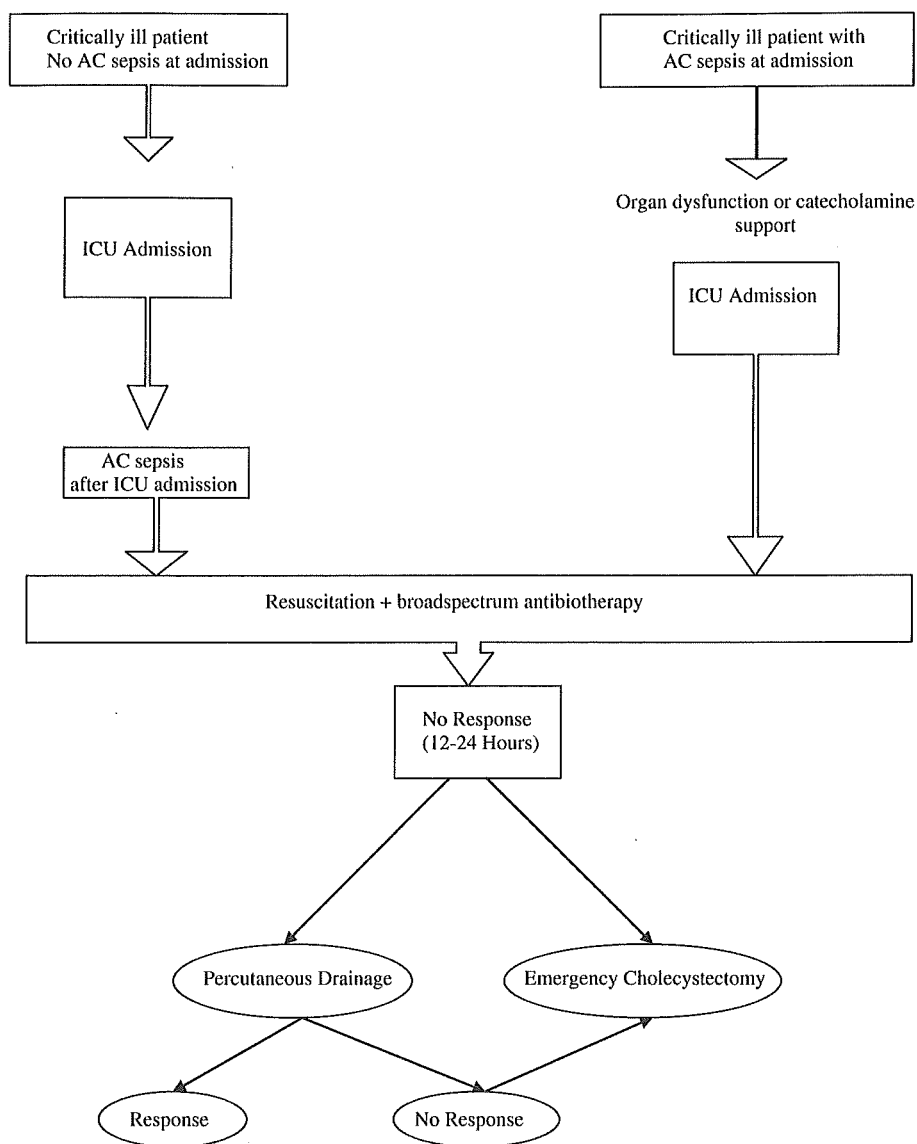 Critically ill patient
No AC sepsis at admission
Critically ill patient with
AC sepsis at admission
Organ dysfunction or catecholamine
support
ICU Admission
ICU Admission
AC sepsis
after ICU admission
Resuscitation + broadspectrum antibiotherapy
No Response
(12-24 Hours)
Percutaneous Drainage
Emergency Cholecystectomy
Response
No Response